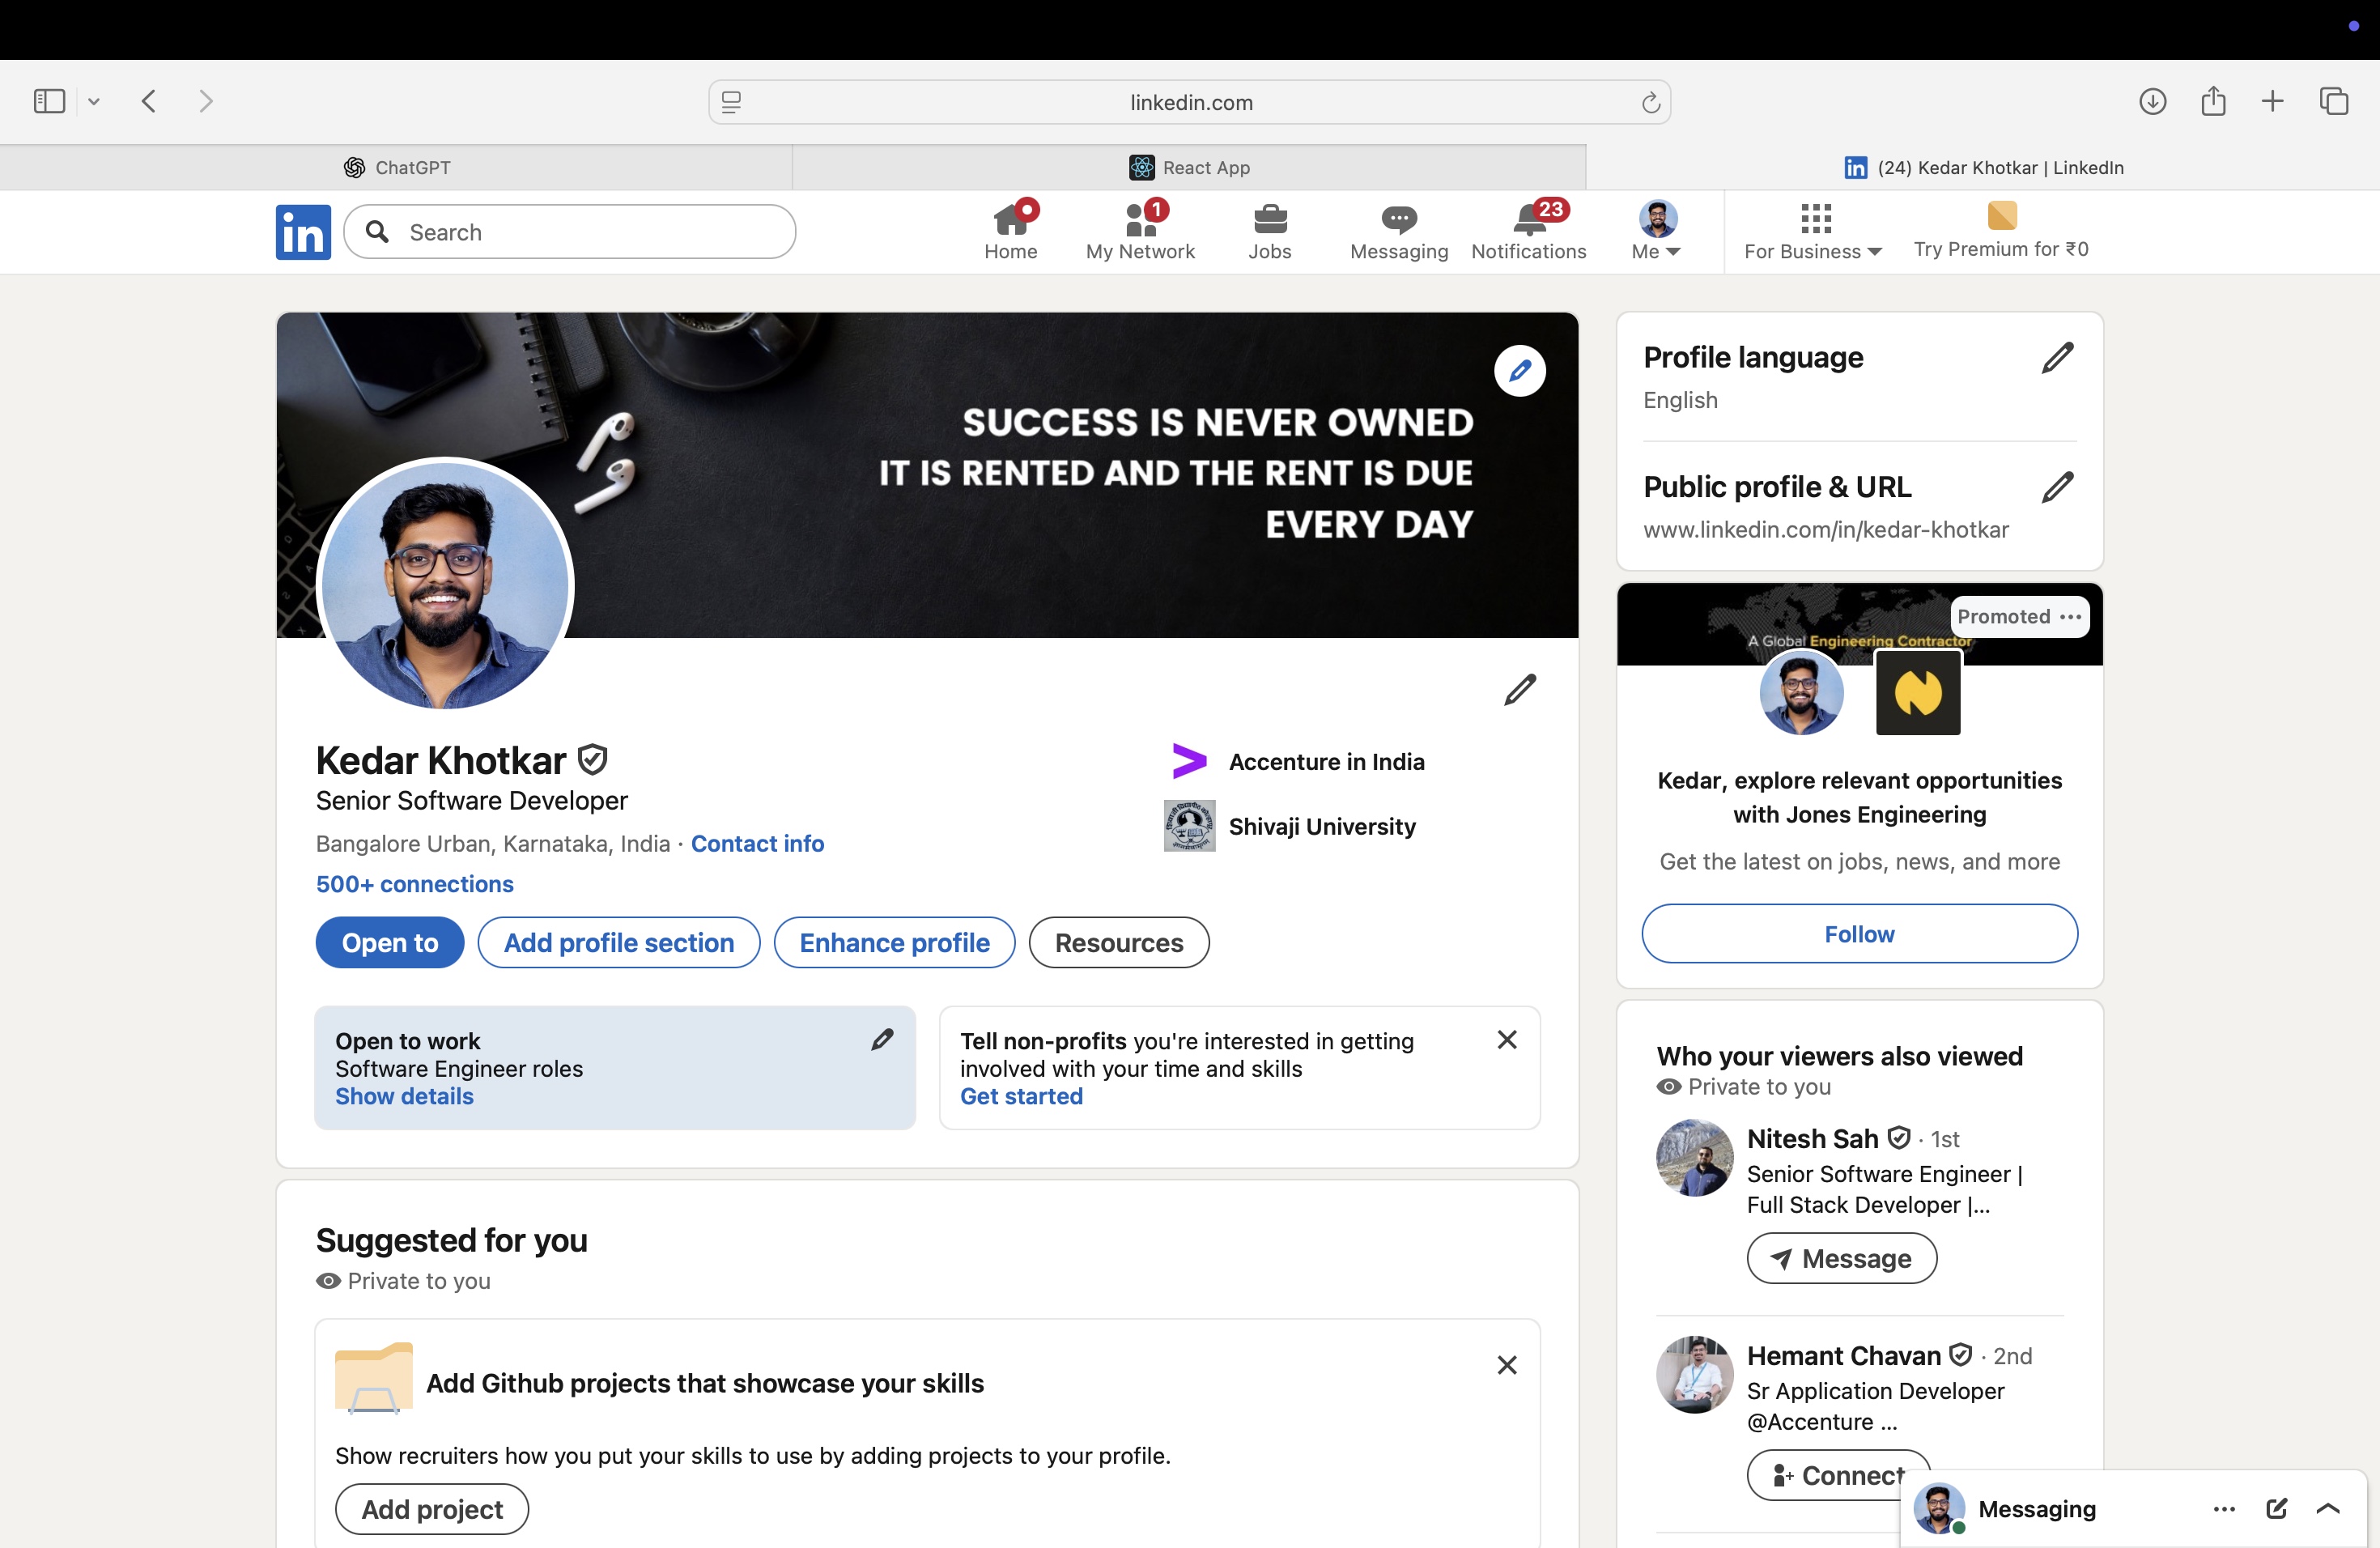 linkedin.com
ChatGPT
React App
(24) Kedar Khotkar | LinkedIn
in
Search
Home
1
My Network
Jobs
Messaging
23
Notifications
Me
For Business
Try Premium for ₹0
SUCCESS IS NEVER OWNED
IT IS RENTED AND THE RENT IS DUE
EVERY DAY
Kedar Khotkar
Senior Software Developer
Bangalore Urban, Karnataka, India · Contact info
500+ connections
Accenture in India
Shivaji University
Open to
Add profile section
Enhance profile
Resources
Open to work
Software Engineer roles
Show details
Tell non-profits you're interested in getting
involved with your time and skills
Get started
Suggested for you
Private to you
Add Github projects that showcase your skills
Show recruiters how you put your skills to use by adding projects to your profile.
Add project
Profile language
English
Public profile & URL
www.linkedin.com/in/kedar-khotkar
Promoted
A Global Engineering Contractor
Kedar, explore relevant opportunities
with Jones Engineering
Get the latest on jobs, news, and more
Follow
Who your viewers also viewed
Private to you
Nitesh Sah · 1st
Senior Software Engineer |
Full Stack Developer |...
Message
Hemant Chavan · 2nd
Sr Application Developer
@Accenture ...
Connect
Messaging